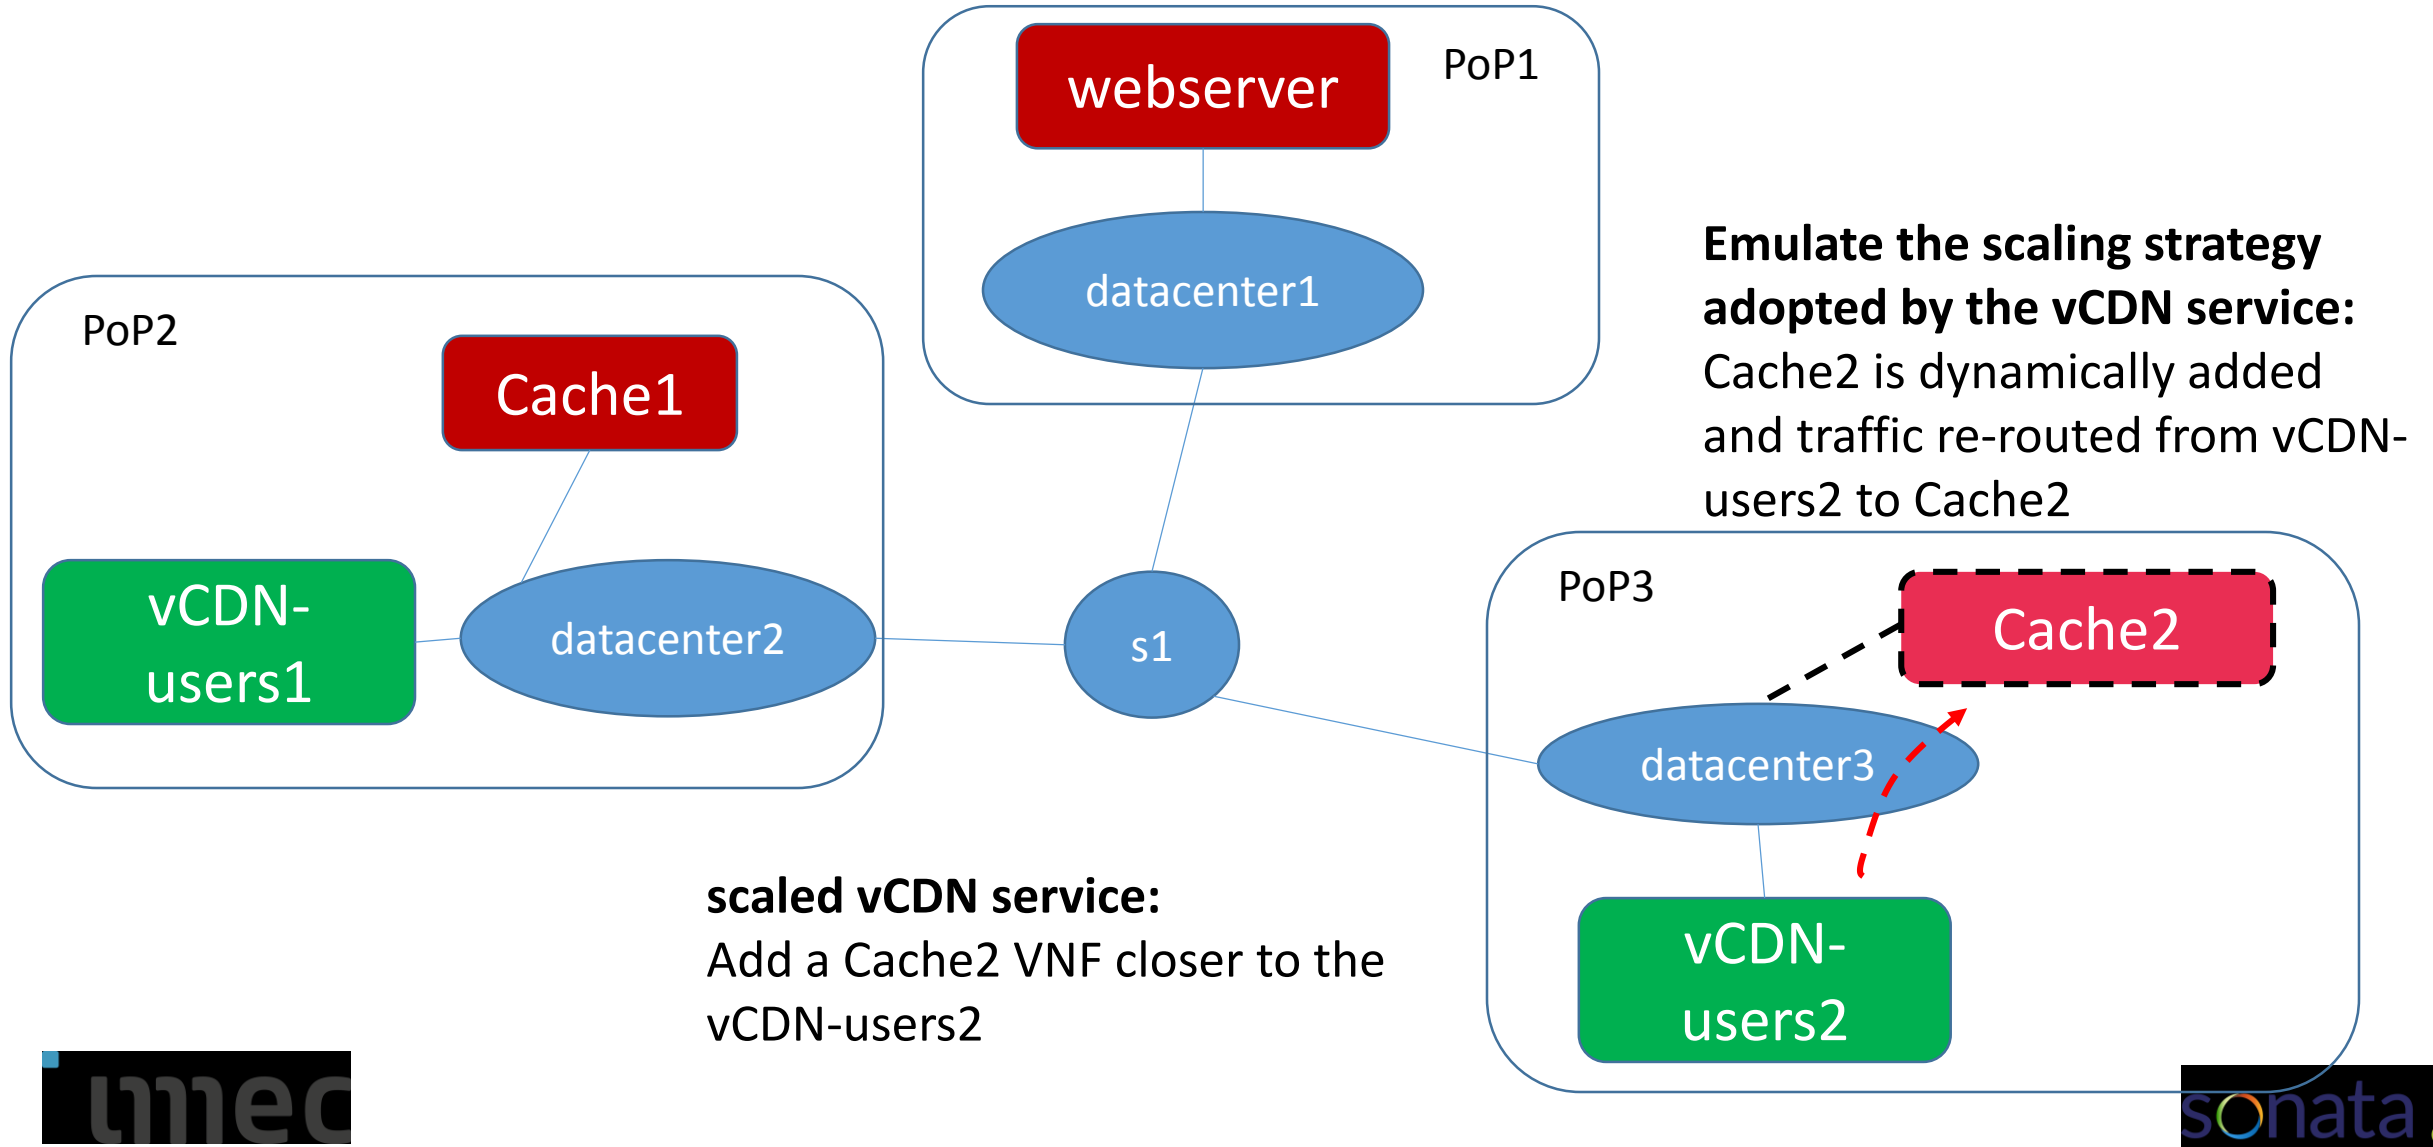 webserver
PoP1
datacenter1
Emulate the scaling strategy
adopted by the vCDN service:
Cache2 is dynamically added
and traffic re-routed from vCDN-
users2 to Cache2
PoP2
Cache1
vCDN-
users1
datacenter2
s1
PoP3
Cache2
datacenter3
vCDN-
users2
scaled vCDN service:
Add a Cache2 VNF closer to the
vCDN-users2
imec
sonata